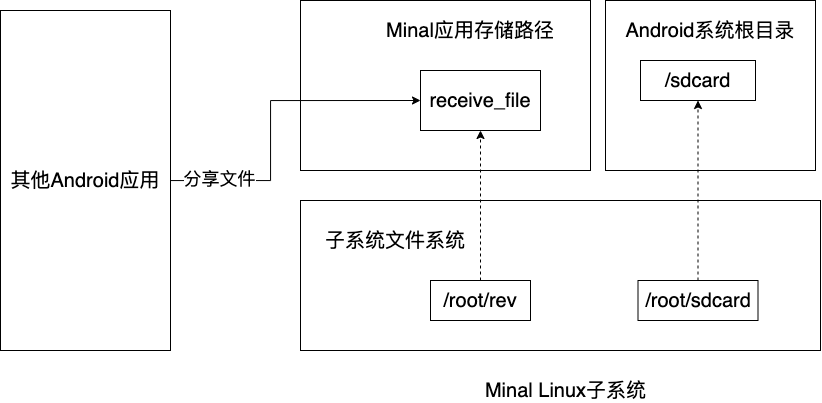 Minal应用存储路径
Android系统根目录
/sdcard
receive_file
其他Android应用
分享文件
子系统文件系统
/root/rev
/root/sdcard
Minal Linux子系统